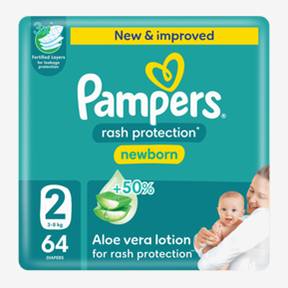 New & improved
Fortified Layers
for leakage
protection
Pampers
rash protection*
newborn
2
3-8 kg
64
DIAPERS
+50%
Aloe vera lotion
for rash protection*